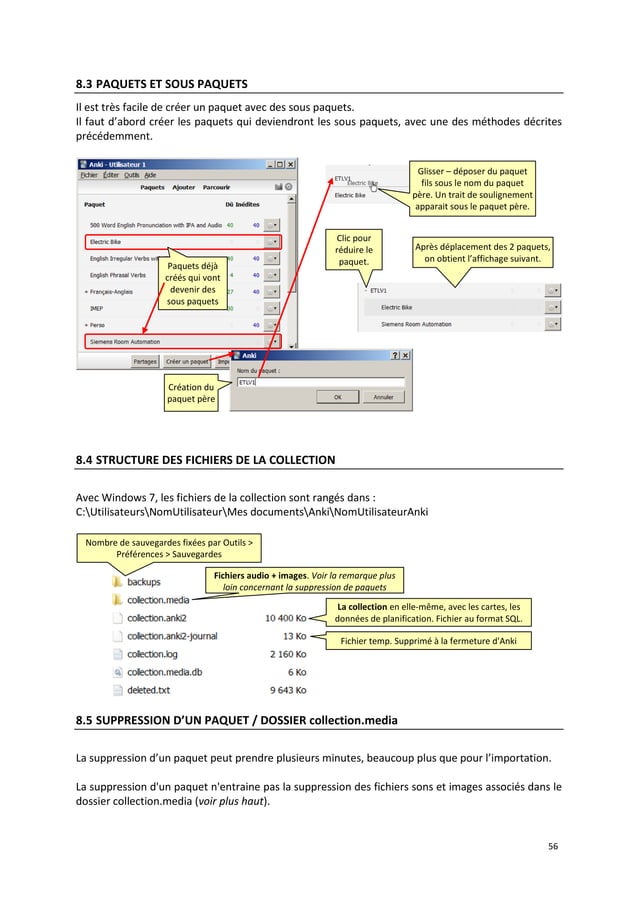 8.3 PAQUETS ET SOUS PAQUETS
Il est très facile de créer un paquet avec des sous paquets.
Il faut d'abord créer les paquets qui deviendront les sous paquets, avec une des méthodes décrites
précédemment.
Anki - Utilisateur 1
Fichier Éditer Outils Aide
Paquets Ajouter Parcourir
Paquet Dû Inédites
500 Word English Pronunciation with IPA and Audio 40 40
Electric Bike
English Irregular Verbs 40
English Phrasal Verbs 4 40
+ Français-Anglais 27 40
IMEP 30
+ Perso 40
Siemens Room Automation
Partagés Créer un paquet
Paquets déjà
créés qui vont
devenir des
sous paquets
Création du
paquet père
Anki
Nom du paquet :
ETLV1
OK Annuler
ETLV1
Electric Bike
Electric Bike
Glisser – déposer du paquet
fils sous le nom du paquet
père. Un trait de soulignement
apparait sous le paquet père.
Clic pour
réduire le
paquet.
Après déplacement des 2 paquets,
on obtient l'affichage suivant.
- ETLV1
Electric Bike
Siemens Room Automation
8.4 STRUCTURE DES FICHIERS DE LA COLLECTION
Avec Windows 7, les fichiers de la collection sont rangés dans :
C:\Utilisateurs\NomUtilisateur\Mes documents\Anki\NomUtilisateurAnki
Nombre de sauvegardes fixées par Outils >
Préférences > Sauvegardes
backups
Fichiers audio + images. Voir la remarque plus
loin concernant la suppression de paquets
collection.media
La collection en elle-même, avec les cartes, les
données de planification. Fichier au format SQL.
collection.anki2 10 400 Ko
collection.anki2-journal 13 Ko
Fichier temp. Supprimé à la fermeture d'Anki
collection.log 2 160 Ko
collection.media.db 6 Ko
deleted.txt 9 643 Ko
8.5 SUPPRESSION D'UN PAQUET / DOSSIER collection.media
La suppression d'un paquet peut prendre plusieurs minutes, beaucoup plus que pour l'importation.
La suppression d'un paquet n'entraine pas la suppression des fichiers sons et images associés dans le
dossier collection.media (voir plus haut).
56